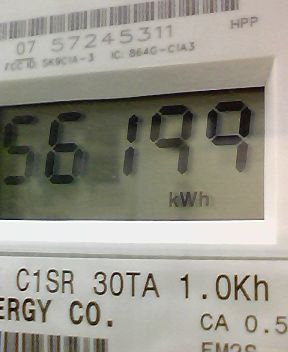 07 57245311
HPP
FCC ID: SK9C1A-3 IC: 864G-C1A3
56199
kWh
C1SR 30TA 1.0Kh
ERGY CO.
CA 0.5
EM2S